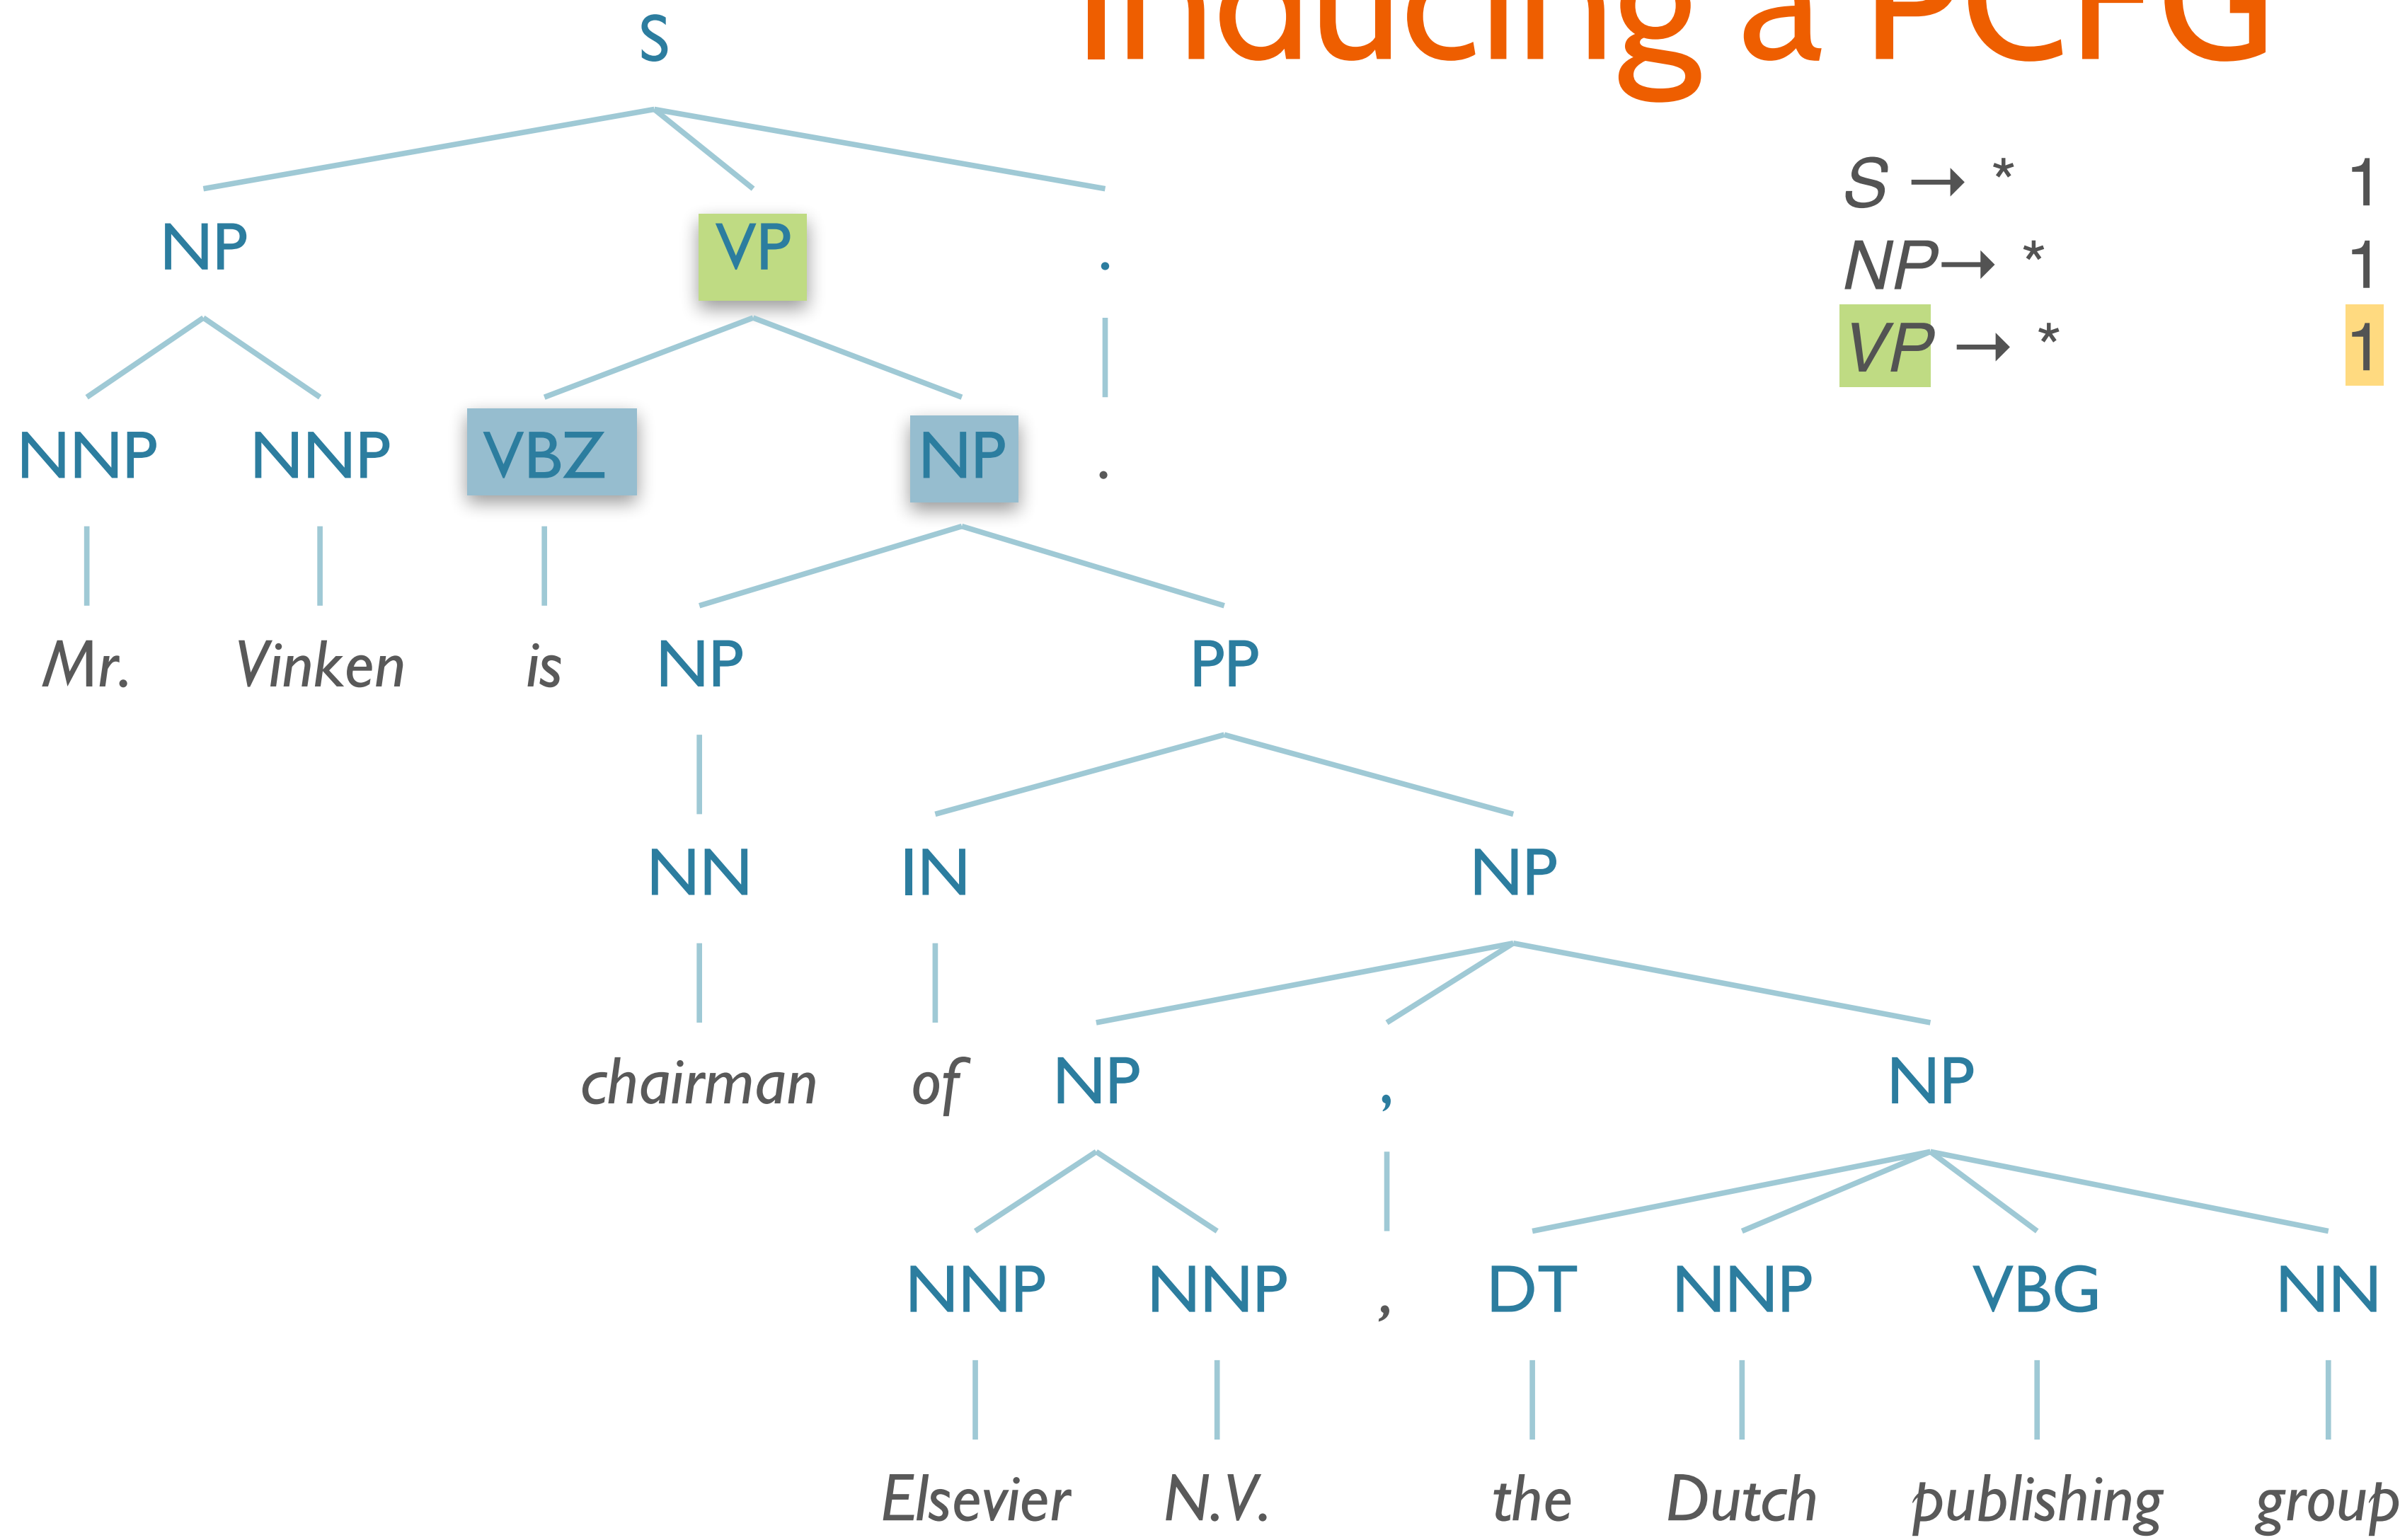 Inducing a PCFG
S
S → * 1
NP VP .
NP → * 1
VP → * 1
NNP NNP VBZ NP .
Mr. Vinken is NP PP
NN IN NP
chairman of NP , NP
NNP NNP , DT NNP VBG NN
Elsevier N.V. the Dutch publishing group